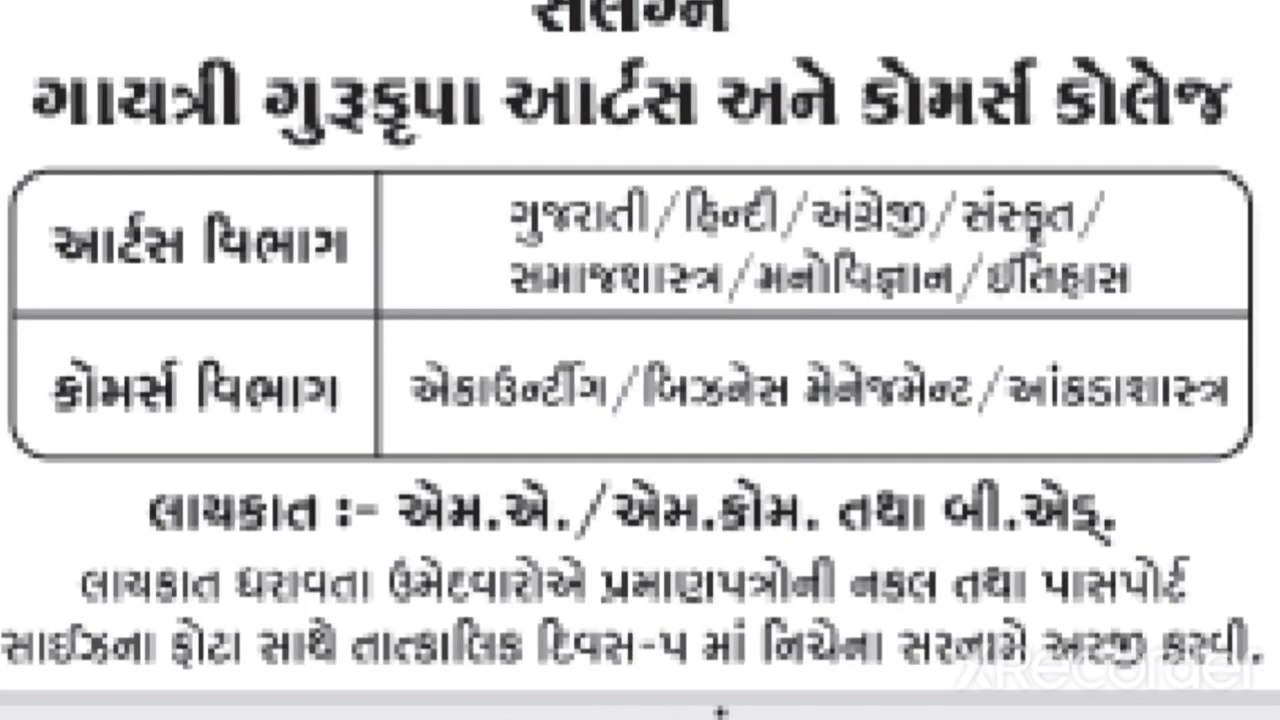 સંલગ્ન
ગાયત્રી ગુરૂકૃપા આર્ટસ અને કોમર્સ કોલેજ
આર્ટસ વિભાગ
ગુજરાતી/હિન્દી/અંગ્રેજી/સંસ્કૃત/
સમાજશાસ્ત્ર/મનોવિજ્ઞાન/ઈતિહાસ
કોમર્સ વિભાગ
એકાઉન્ટીંગ/બિઝનેસ મેનેજમેન્ટ/આંકડાશાસ્ત્ર
લાયકાત :- એમ.એ./એમ.કોમ. તથા બી.એડ્.
લાયકાત ધરાવતા ઉમેદવારોએ પ્રમાણપત્રોની નકલ તથા પાસપોર્ટ
સાઈઝના ફોટા સાથે તાત્કાલિક દિવસ-૫ માં નિચેના સરનામે અરજી કરવી.
XRecorder